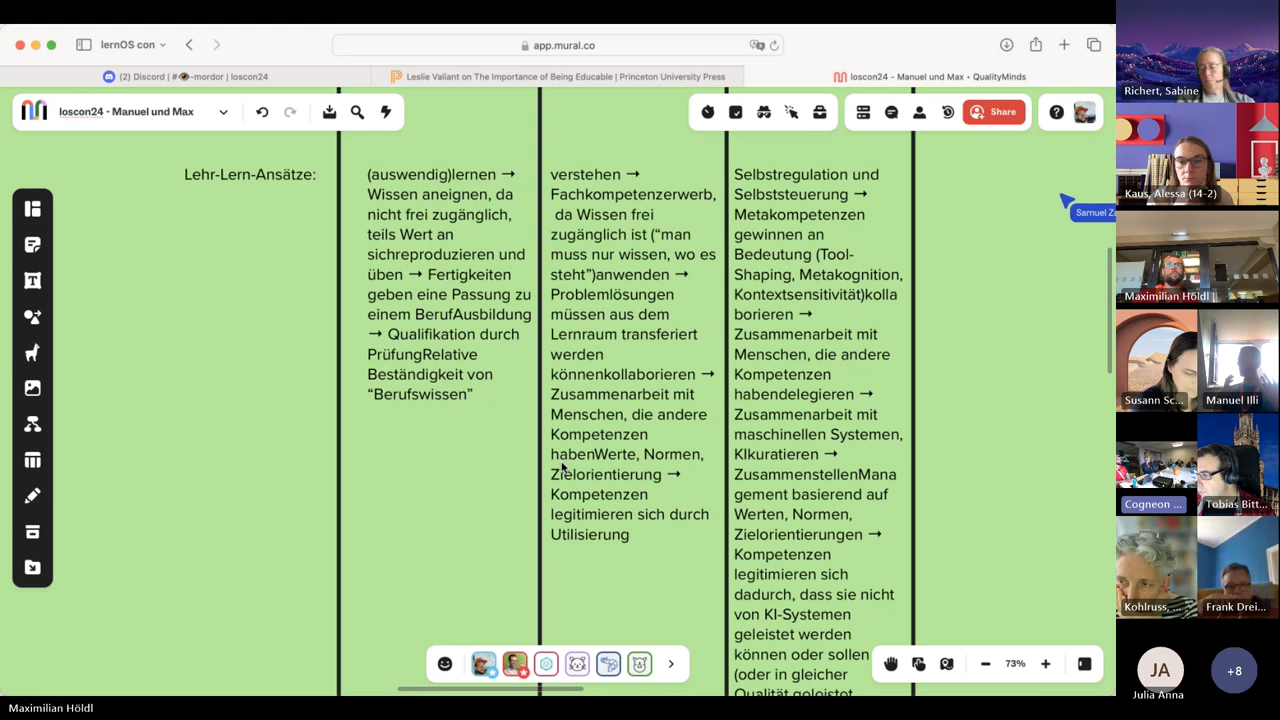 lernOS con
app.mural.co
(2) Discord | #👁️-mordor | loscon24
Leslie Valiant on The Importance of Being Educable | Princeton University Press
loscon24 - Manuel und Max • QualityMinds
loscon24 - Manuel und Max
Share
Lehr-Lern-Ansätze:
(auswendig)lernen →
Wissen aneignen, da
nicht frei zugänglich,
teils Wert an
sichreproduzieren und
üben → Fertigkeiten
geben eine Passung zu
einem BerufAusbildung
→ Qualifikation durch
PrüfungRelative
Beständigkeit von
“Berufswissen”
verstehen →
Fachkompetenzerwerb,
da Wissen frei
zugänglich ist (“man
muss nur wissen, wo es
steht”)anwenden →
Problemlösungen
müssen aus dem
Lernraum transferiert
werden
könnenkollaborieren →
Zusammenarbeit mit
Menschen, die andere
Kompetenzen
habenWerte, Normen,
Zielorientierung →
Kompetenzen
legitimieren sich durch
Utilisierung
Selbstregulation und
Selbststeuerung →
Metakompetenzen
gewinnen an
Bedeutung (Tool-
Shaping, Metakognition,
Kontextsensitivität)kolla
borieren →
Zusammenarbeit mit
Menschen, die andere
Kompetenzen
habendelegieren →
Zusammenarbeit mit
maschinellen Systemen,
KIkuratieren →
ZusammenstellenMana
gement basierend auf
Werten, Normen,
Zielorientierungen →
Kompetenzen
legitimieren sich
dadurch, dass sie nicht
von KI-Systemen
geleistet werden
können oder sollen
(oder in gleicher
Qualität geleistet
Samuel Z
73%
Richert, Sabine
Kaus, Alessa (14-2)
Maximilian Höldl
Susann Sc...
Manuel Illi
Cogneon ...
Tobias Bitt...
Kohlruss, ...
Frank Drei...
JA
Julia Anna
+8
Maximilian Höldl